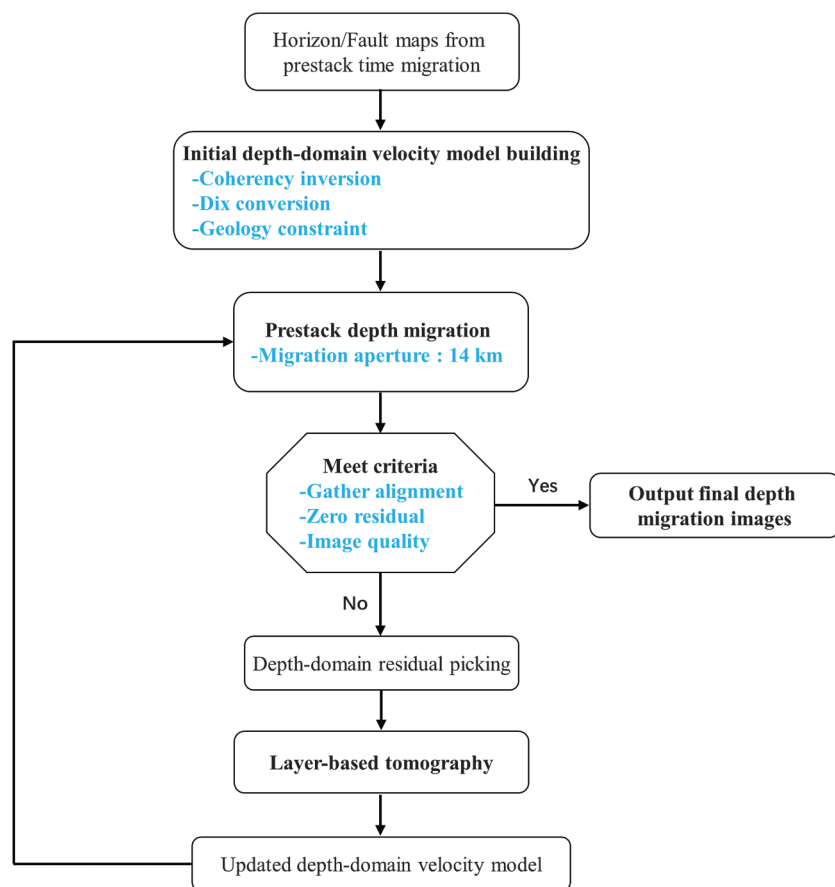 Horizon/Fault maps from
prestack time migration
Initial depth-domain velocity model building
-Coherency inversion
-Dix conversion
-Geology constraint
Prestack depth migration
-Migration aperture : 14 km
Meet criteria
-Gather alignment
-Zero residual
-Image quality
Yes
Output final depth
migration images
No
Depth-domain residual picking
Layer-based tomography
Updated depth-domain velocity model